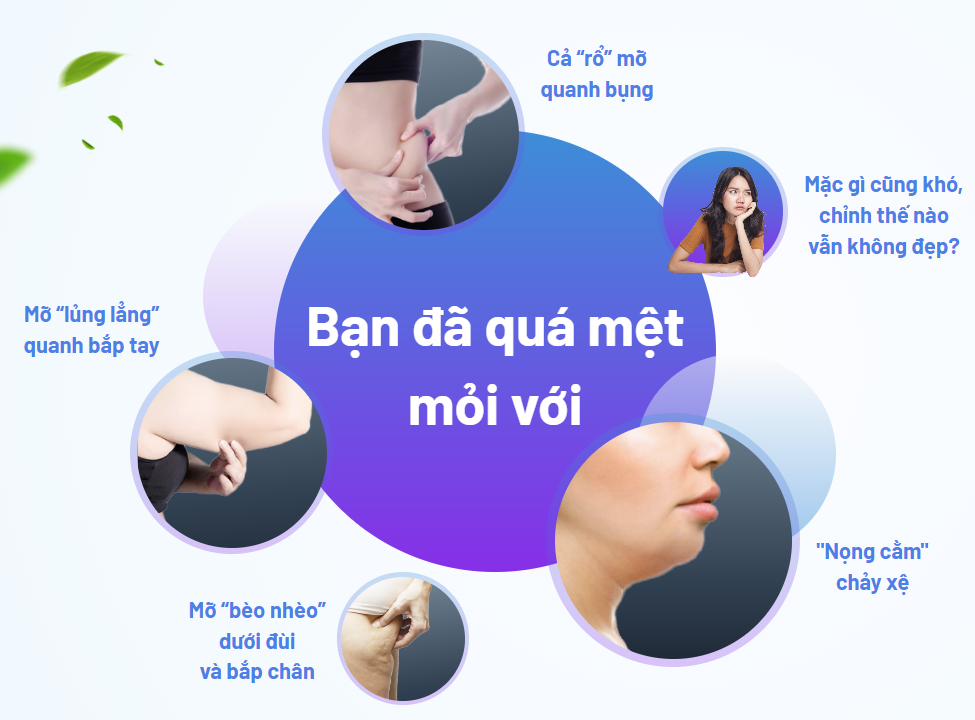 Cả “rổ” mỡ
quanh bụng
Mặc gì cũng khó,
chỉnh thế nào
vẫn không đẹp?
Bạn đã quá mệt
mỏi với
Mỡ “lủng lẳng”
quanh bắp tay
"Nọng cằm"
chảy xệ
Mỡ “bèo nhèo”
dưới đùi
và bắp chân